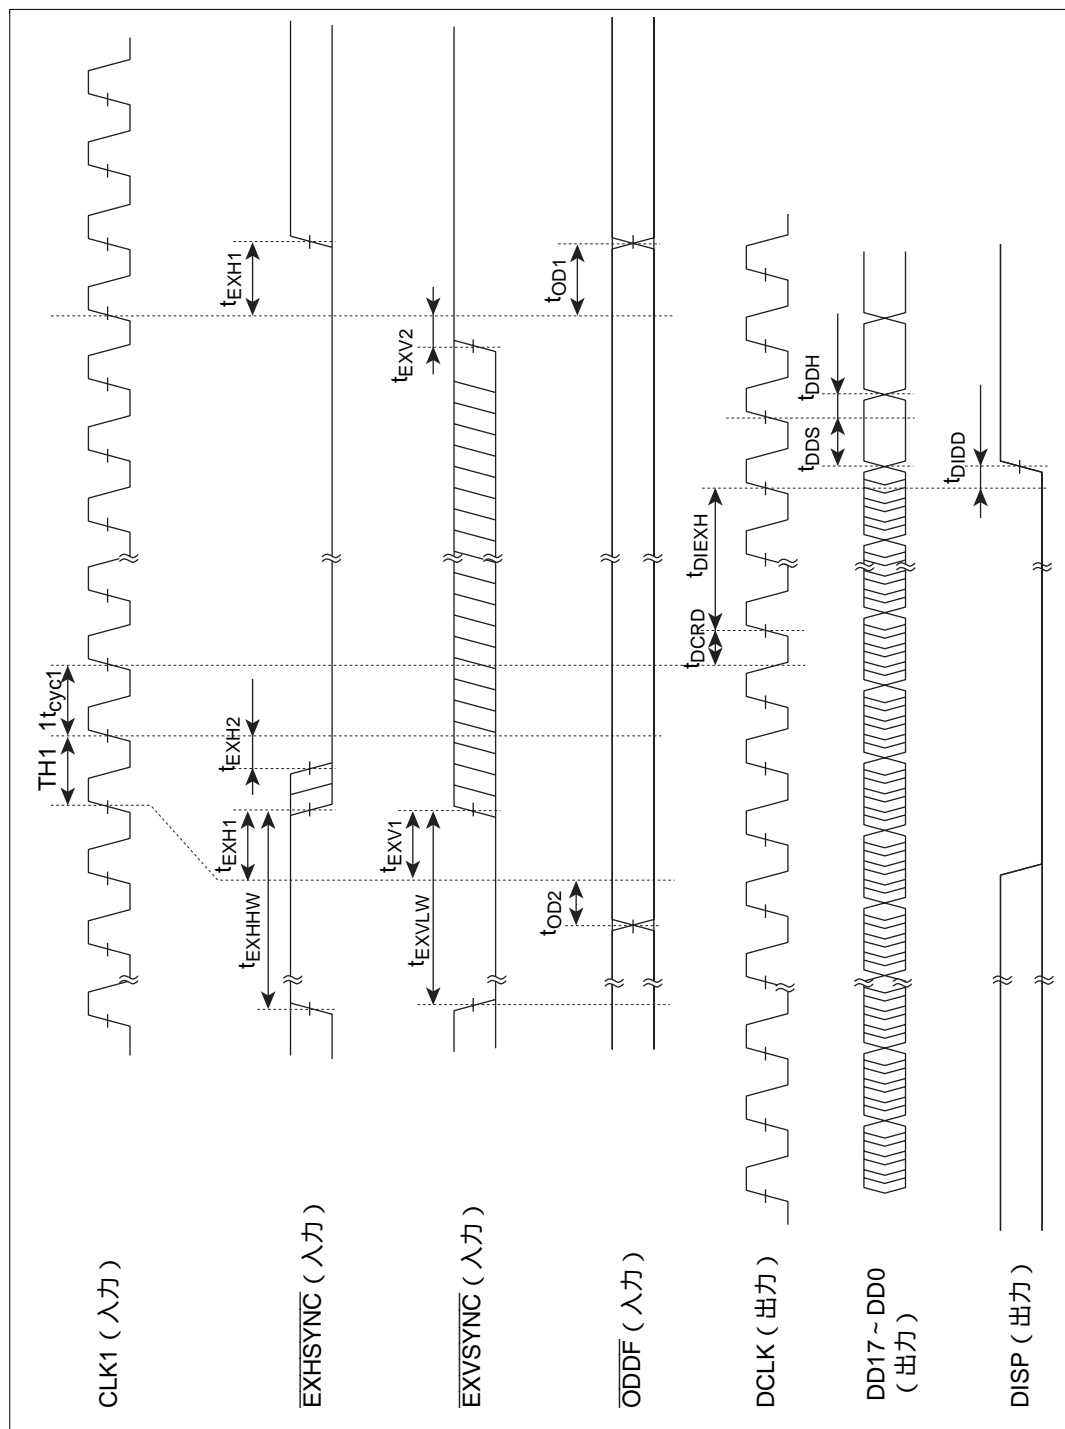 CLK1(入力)
TH1
1tcyc1
EXHSYNC(入力)
tEXHHW
tEXH1
tEXH2
tEXH1
EXVSYNC(入力)
tEXVLW
tEXV1
tEXV2
ODDF(入力)
tOD2
tOD1
DCLK(出力)
tDCRD
tDIEXH
DD17~DD0
(出力)
tDDS
tDDH
DISP(出力)
tDIDD